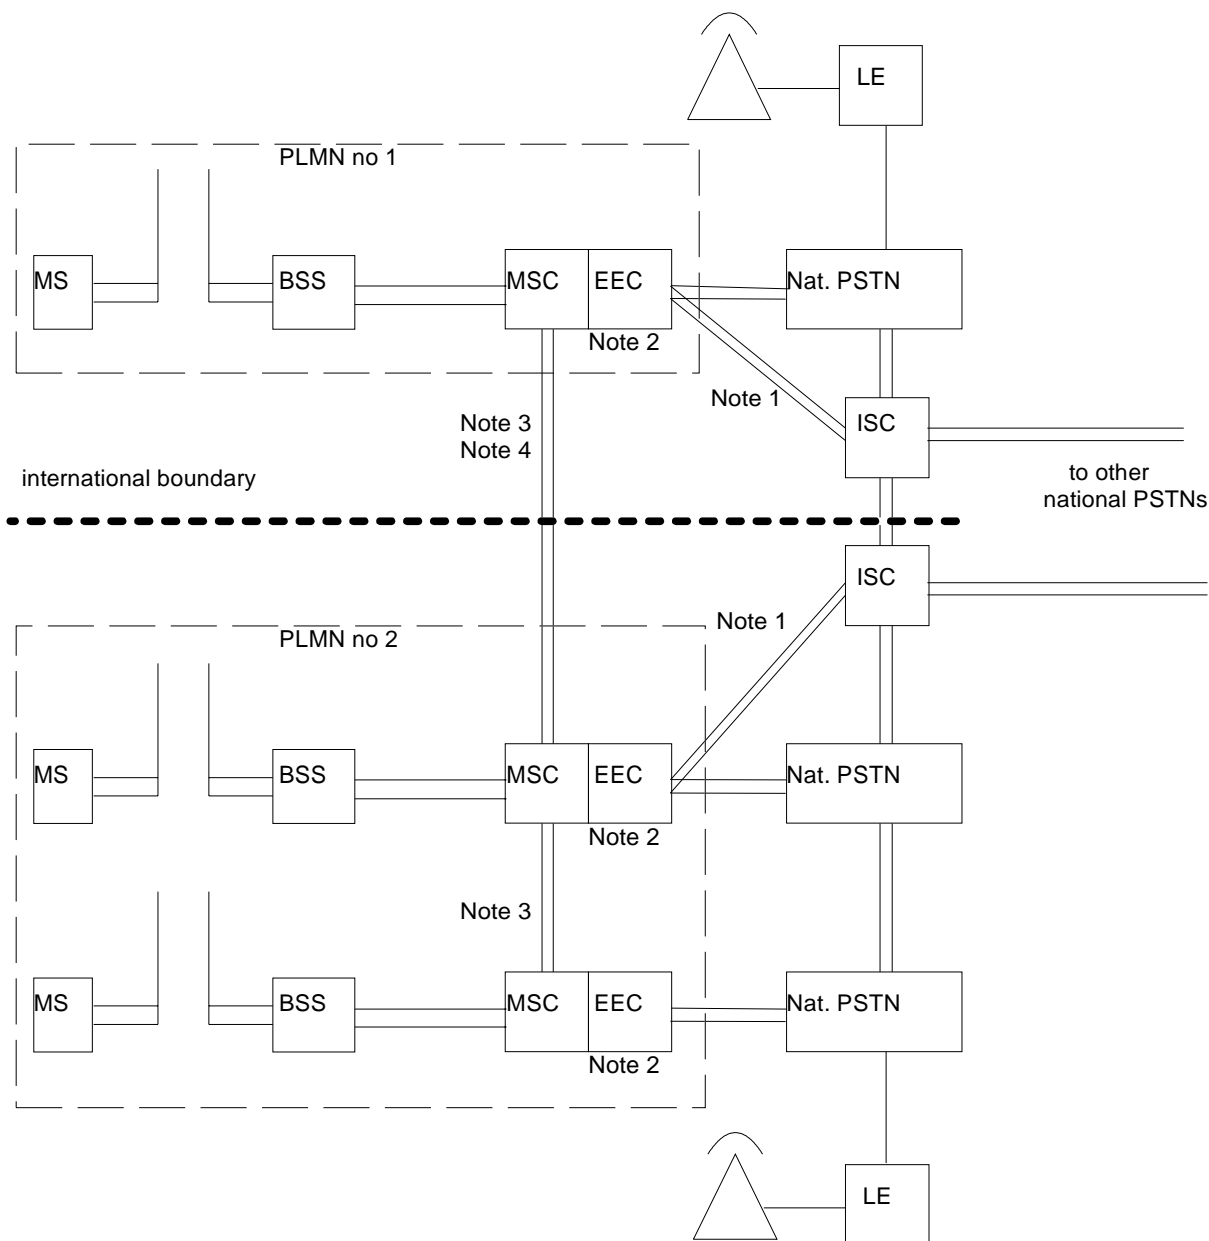 LE
PLMN no 1
MS
BSS
MSC
EEC
Nat. PSTN
Note 2
Note 1
Note 3
Note 4
ISC
international boundary
to other
national PSTNs
ISC
Note 1
PLMN no 2
MS
BSS
MSC
EEC
Nat. PSTN
Note 2
Note 3
MS
BSS
MSC
EEC
Nat. PSTN
Note 2
LE